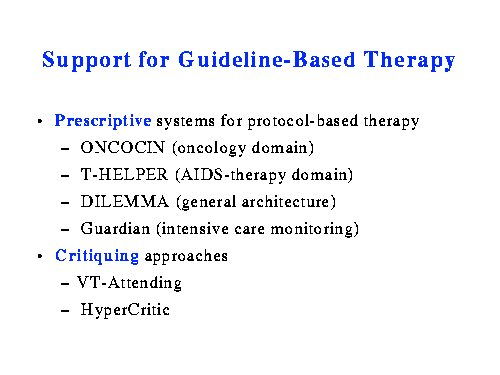 Support for Guideline-Based Therapy
• Prescriptive systems for protocol-based therapy
– ONCOCIN (oncology domain)
– T-HELPER (AIDS-therapy domain)
– DILEMMA (general architecture)
– Guardian (intensive care monitoring)
• Critiquing approaches
– VT-Attending
– HyperCritic